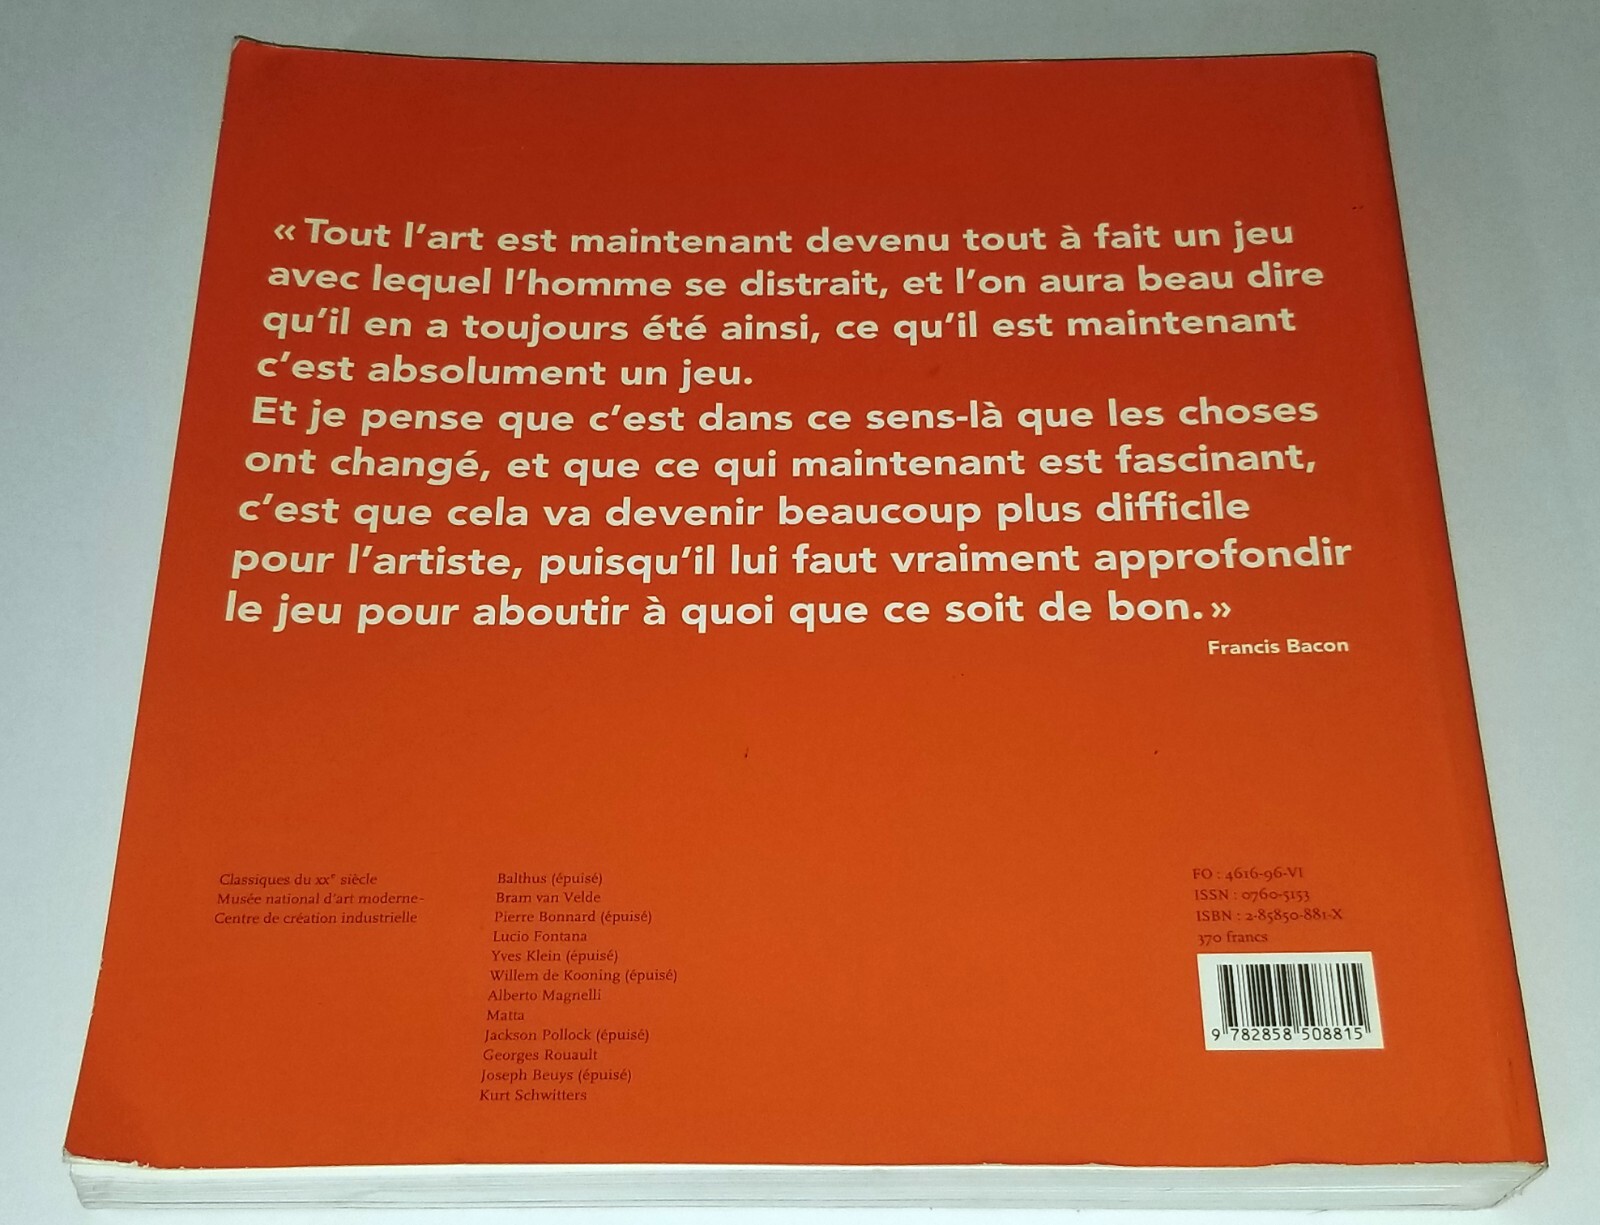 « Tout l'art est maintenant devenu tout à fait un jeu
avec lequel l'homme se distrait, et l'on aura beau dire
qu'il en a toujours été ainsi, ce qu'il est maintenant
c'est absolument un jeu.
Et je pense que c'est dans ce sens-là que les choses
ont changé, et que ce qui maintenant est fascinant,
c'est que cela va devenir beaucoup plus difficile
pour l'artiste, puisqu'il lui faut vraiment approfondir
le jeu pour aboutir à quoi que ce soit de bon. »
Francis Bacon
Classiques du XXe siècle
Musée national d'art moderne-
Centre de création industrielle
Balthus (épuisé)
Bram van Velde
Pierre Bonnard (épuisé)
Lucio Fontana
Yves Klein (épuisé)
Willem de Kooning (épuisé)
Alberto Magnelli
Matta
Jackson Pollock (épuisé)
Georges Rouault
Joseph Beuys (épuisé)
Kurt Schwitters
FO : 4616-96-VI
ISSN : 0760-5153
ISBN : 2-85850-881-X
370 francs
9 782858 508815